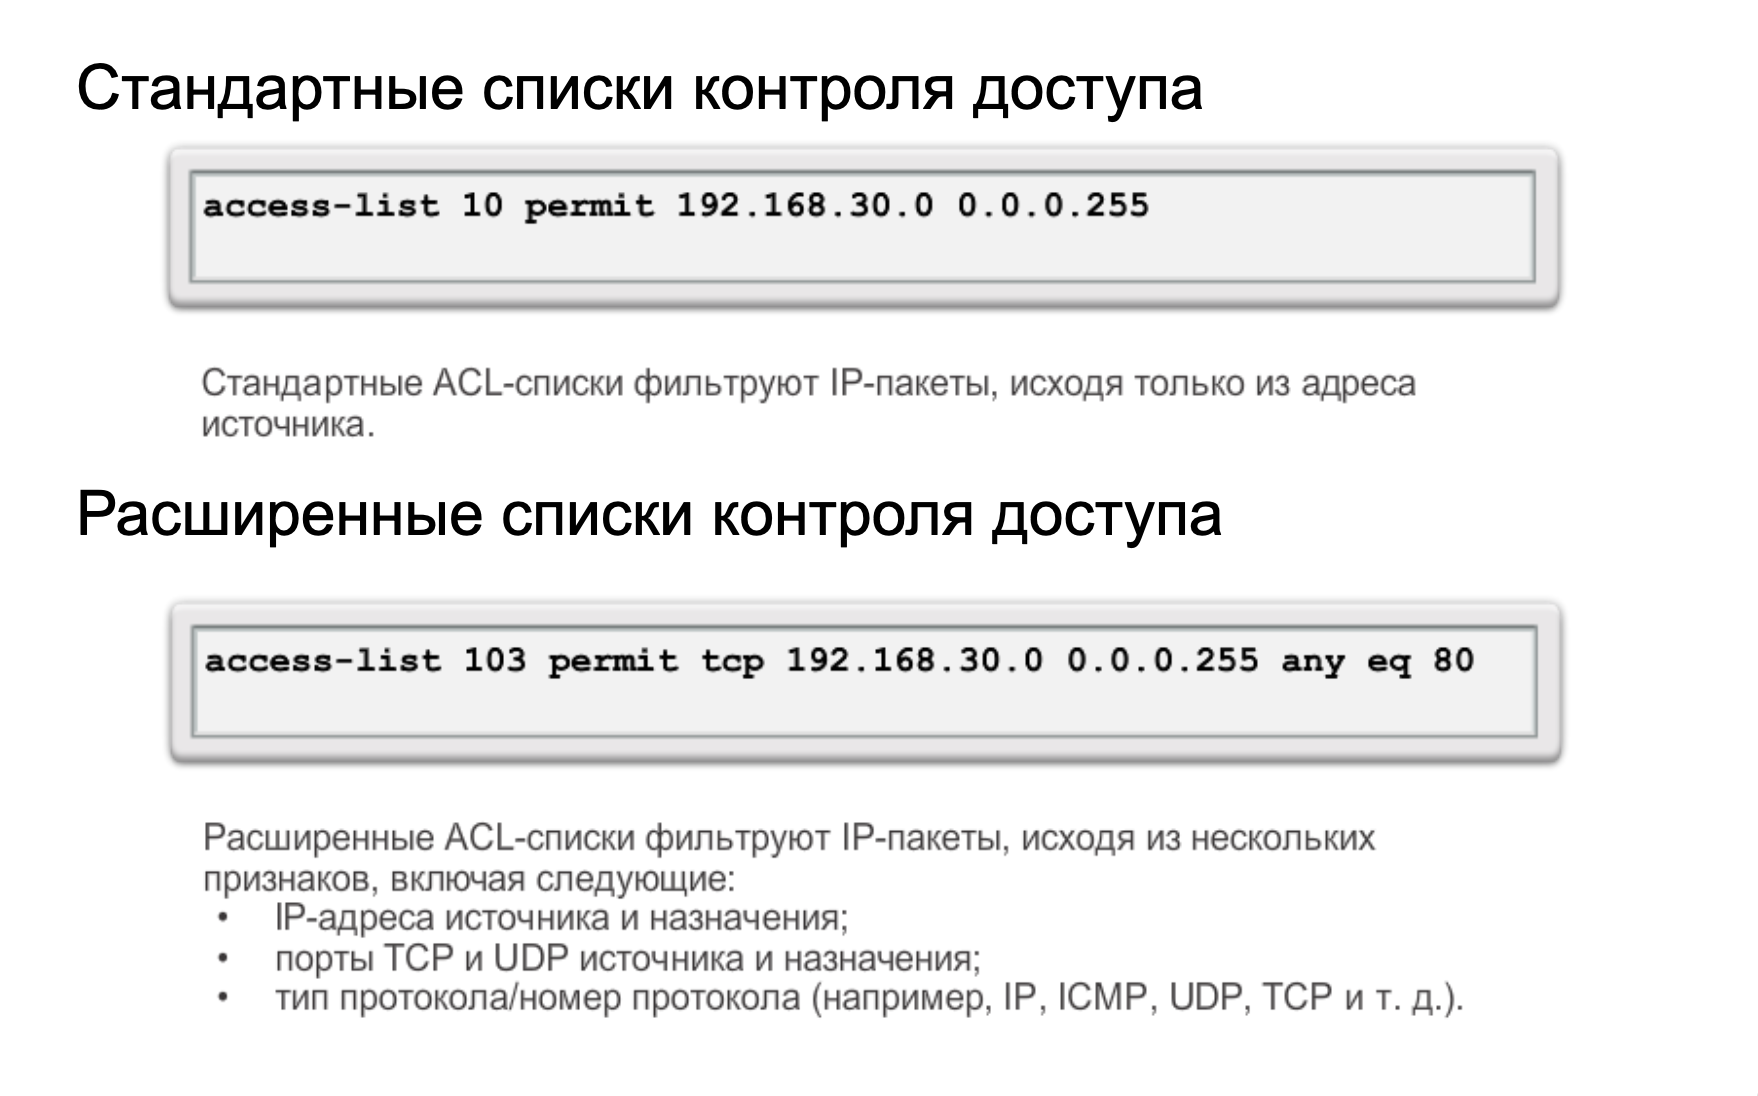 Стандартные списки контроля доступа
access-list 10 permit 192.168.30.0 0.0.0.255
Стандартные ACL-списки фильтруют IP-пакеты, исходя только из адреса
источника.
Расширенные списки контроля доступа
access-list 103 permit tcp 192.168.30.0 0.0.0.255 any eq 80
Расширенные ACL-списки фильтруют IP-пакеты, исходя из нескольких
признаков, включая следующие:
• IP-адреса источника и назначения;
• порты TCP и UDP источника и назначения;
• тип протокола/номер протокола (например, IP, ICMP, UDP, TCP и т. д.).